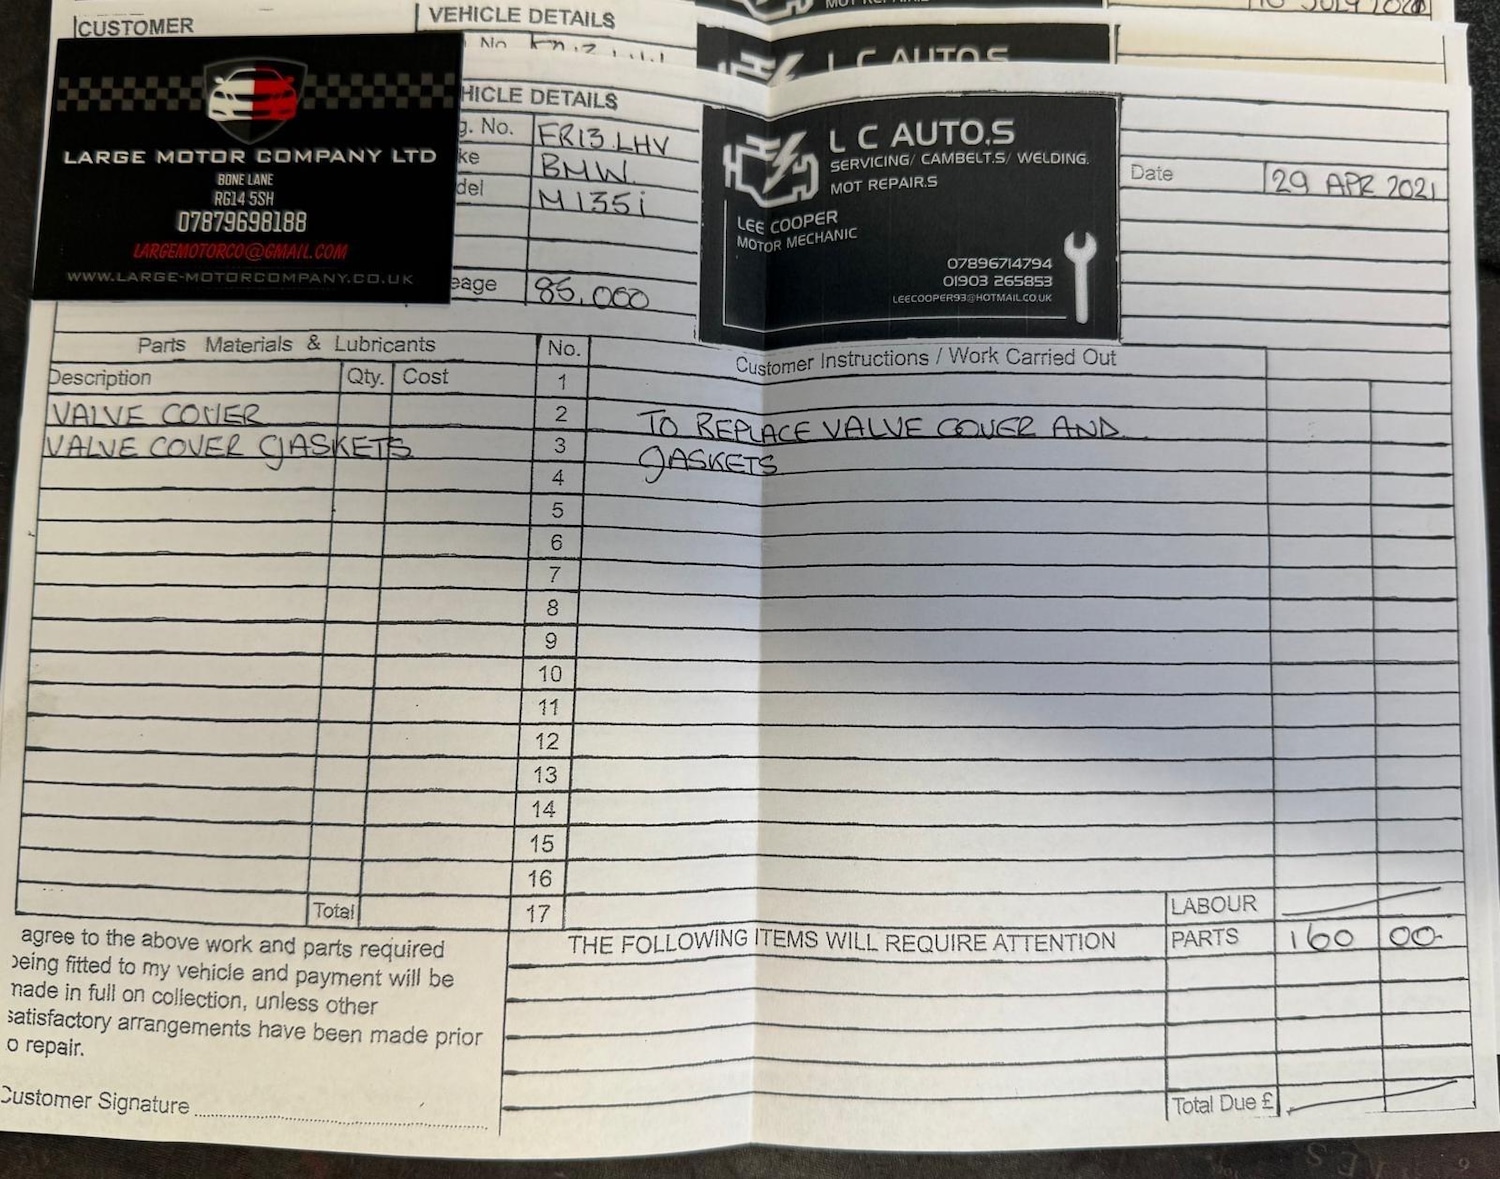 CUSTOMER
VEHICLE DETAILS
No.
L C AUTO.S
LARGE MOTOR COMPANY LTD
BONE LANE
RG14 5SH
07879698188
LARGEMOTORCO@GMAIL.COM
WWW.LARGE-MOTORCOMPANY.CO.UK
HICLE DETAILS
g. No. ER13 LHV
ke BMW
del M135i
eage 85,000
L C AUTO.S
SERVICING/ CAMBELT.S/ WELDING.
MOT REPAIR.S
LEE COOPER
MOTOR MECHANIC
07896714794
01903 265853
LEECOOPER93@HOTMAIL.CO.UK
Date 29 APR 2021
Parts Materials & Lubricants No. Customer Instructions / Work Carried Out
Description Qty. Cost 1
VALVE COVER 2 TO REPLACE VALVE COVER AND
VALVE COVER GASKETS 3 GASKETS
4
5
6
7
8
9
10
11
12
13
14
15
16
Total 17
LABOUR
THE FOLLOWING ITEMS WILL REQUIRE ATTENTION
PARTS 160 00-
agree to the above work and parts required
being fitted to my vehicle and payment will be
made in full on collection, unless other
satisfactory arrangements have been made prior
o repair.
Customer Signature
Total Due £